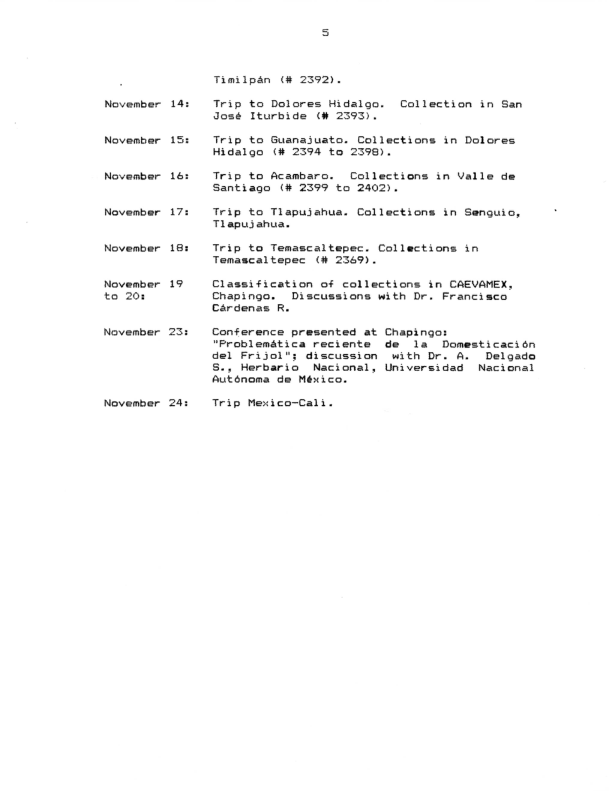 5
Timilpán (# 2392).
November 14: Trip to Dolores Hidalgo. Collection in San
José Iturbide (# 2393).
November 15: Trip to Guanajuato. Collections in Dolores
Hidalgo (# 2394 to 2398).
November 16: Trip to Acambaro. Collections in Valle de
Santiago (# 2399 to 2402).
November 17: Trip to Tlapujahua. Collections in Senguio,
Tlapujahua.
November 18: Trip to Temascaltepec. Collections in
Temascaltepec (# 2369).
November 19 Classification of collections in CAEVAMEX,
to 20: Chapingo. Discussions with Dr. Francisco
Cárdenas R.
November 23: Conference presented at Chapingo:
"Problemática reciente de la Domesticación
del Frijol"; discussion with Dr. A. Delgado
S., Herbario Nacional, Universidad Nacional
Autónoma de México.
November 24: Trip Mexico-Cali.